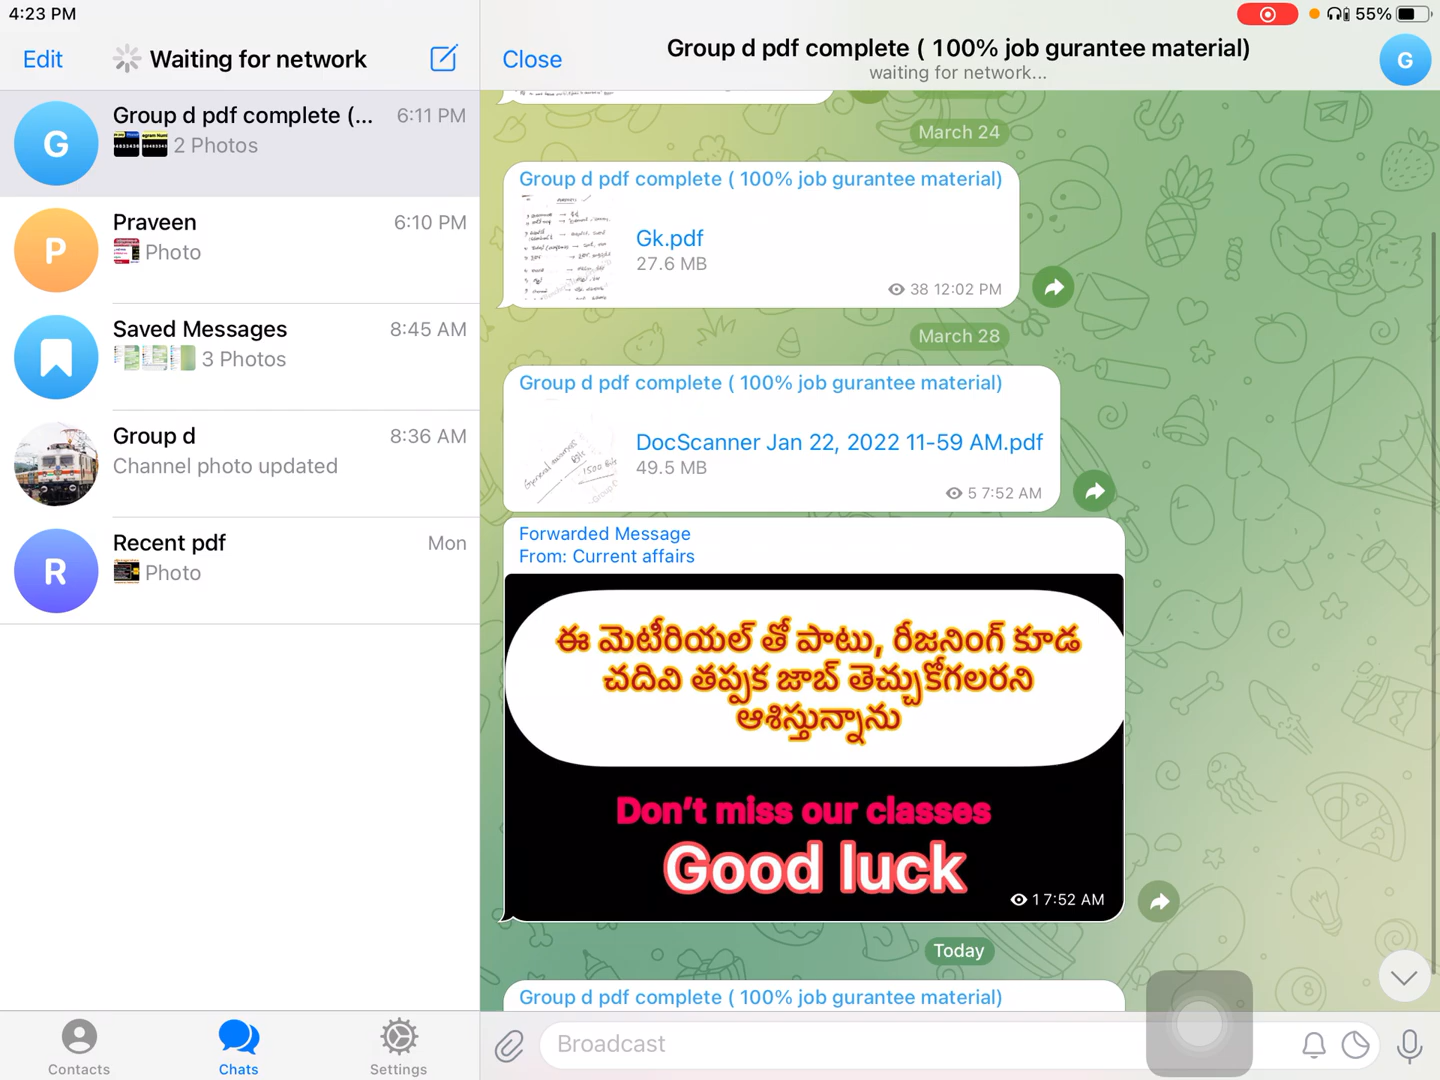 4:23 PM
55%
Edit
Waiting for network
Group d pdf complete (...
6:11 PM
2 Photos
Praveen
6:10 PM
Photo
Saved Messages
8:45 AM
3 Photos
Group d
8:36 AM
Channel photo updated
Recent pdf
Mon
Photo
Contacts
Chats
Settings
Close
Group d pdf complete ( 100% job gurantee material)
waiting for network...
G
March 24
Group d pdf complete ( 100% job gurantee material)
Gk.pdf
27.6 MB
38 12:02 PM
March 28
Group d pdf complete ( 100% job gurantee material)
DocScanner Jan 22, 2022 11-59 AM.pdf
49.5 MB
5 7:52 AM
Forwarded Message
From: Current affairs
ఈ మెటీరియల్ తో పాటు, రీజనింగ్ కూడ
చదివి తప్పక జాబ్ తెచ్చుకోగలరని
ఆశిస్తున్నాను
Don't miss our classes
Good luck
1 7:52 AM
Today
Group d pdf complete ( 100% job gurantee material)
Broadcast